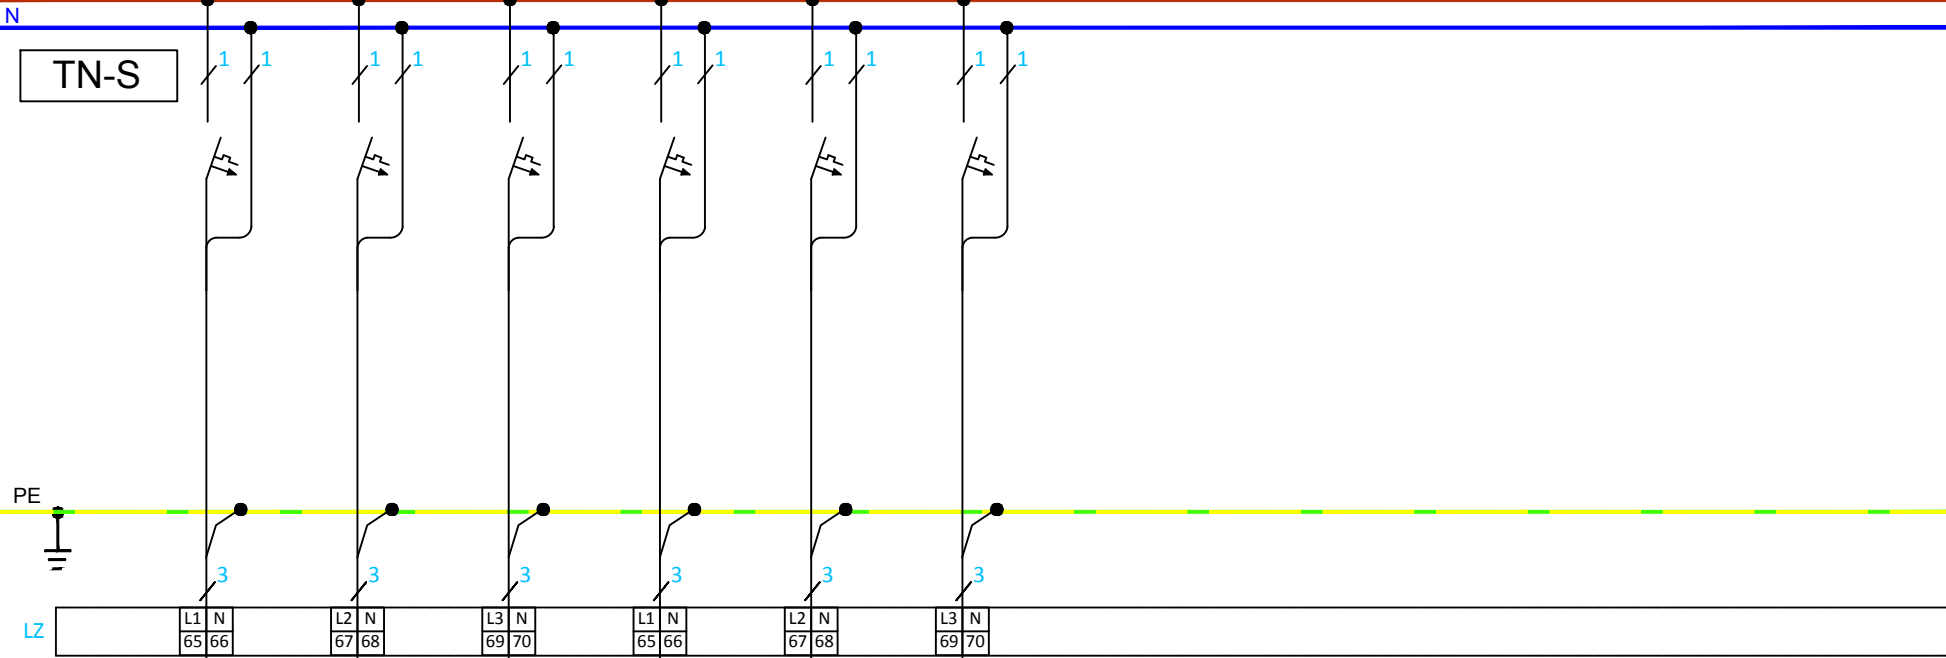 N
1 1 1 1 1 1 1 1 1 1 1 1
TN-S
PE
3 3 3 3 3 3
L1 N L2 N L3 N L1 N L2 N L3 N
LZ
65 66 67 68 69 70 65 66 67 68 69 70